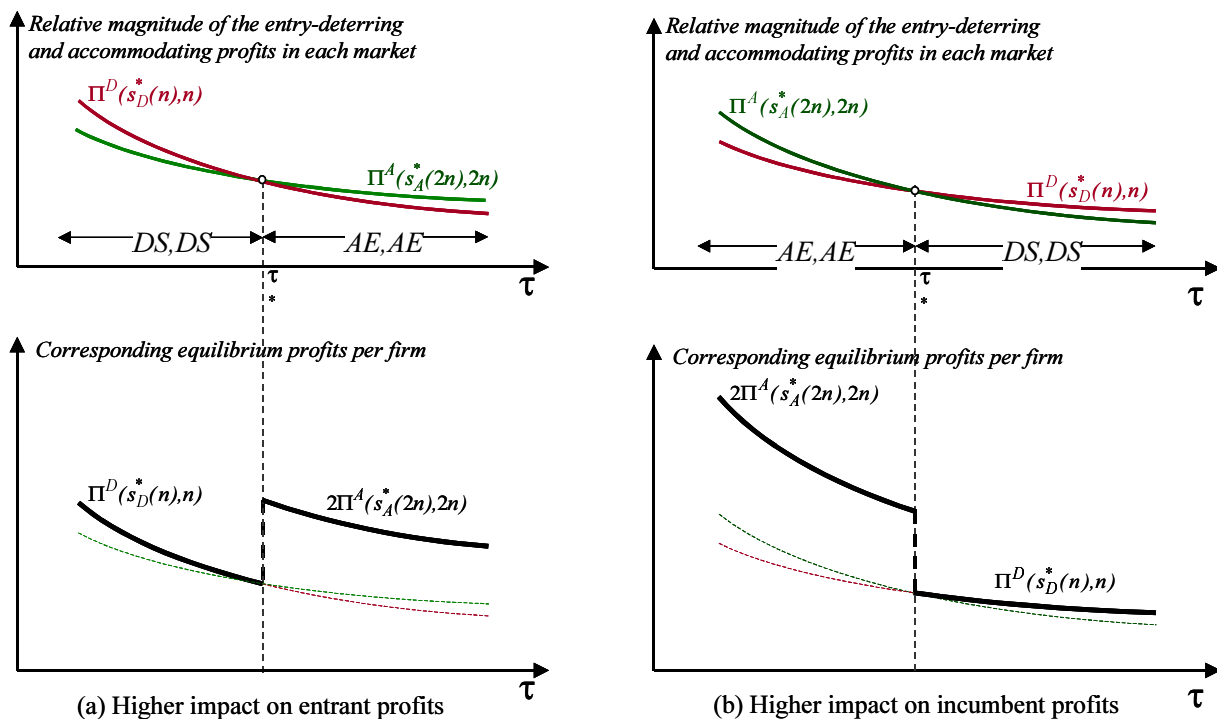 Relative magnitude of the entry-deterring
and accommodating profits in each market
Π^D(s^*_D(n),n)
Π^A(s^*_A(2n),2n)
DS,DS
AE,AE
τ
*
τ
Corresponding equilibrium profits per firm
Π^D(s^*_D(n),n)
2Π^A(s^*_A(2n),2n)
τ
(a) Higher impact on entrant profits
Relative magnitude of the entry-deterring
and accommodating profits in each market
Π^A(s^*_A(2n),2n)
Π^D(s^*_D(n),n)
AE,AE
DS,DS
τ
*
τ
Corresponding equilibrium profits per firm
2Π^A(s^*_A(2n),2n)
Π^D(s^*_D(n),n)
τ
(b) Higher impact on incumbent profits